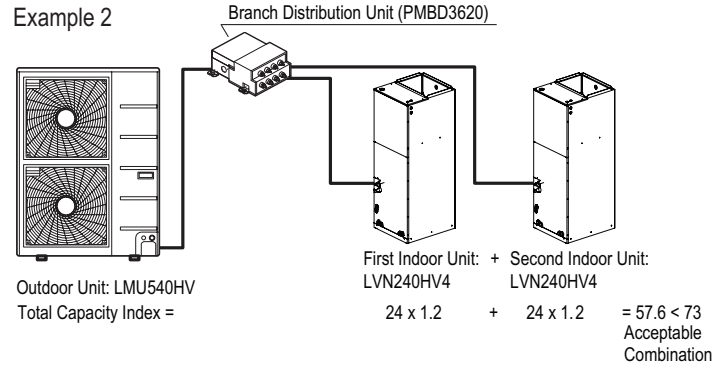 Example 2
Branch Distribution Unit (PMBD3620)
First Indoor Unit: + Second Indoor Unit:
LVN240HV4 LVN240HV4
Outdoor Unit: LMU540HV
Total Capacity Index = 24 x 1.2 + 24 x 1.2 = 57.6 < 73
Acceptable
Combination